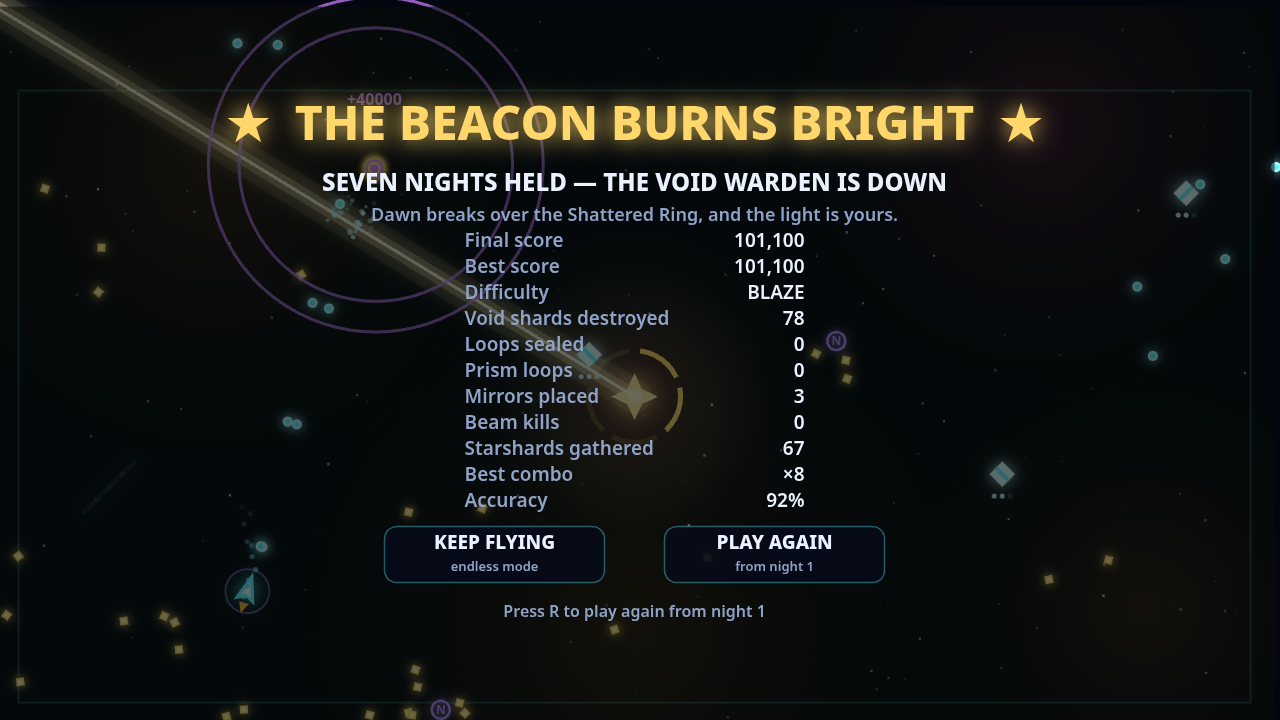 +40000
★ THE BEACON BURNS BRIGHT ★
SEVEN NIGHTS HELD — THE VOID WARDEN IS DOWN
Dawn breaks over the Shattered Ring, and the light is yours.
Final score 101,100
Best score 101,100
Difficulty BLAZE
Void shards destroyed 78
Loops sealed 0
Prism loops 0
Mirrors placed 3
Beam kills 0
Starshards gathered 67
Best combo ×8
Accuracy 92%
N
KEEP FLYING
endless mode
PLAY AGAIN
from night 1
Press R to play again from night 1
N